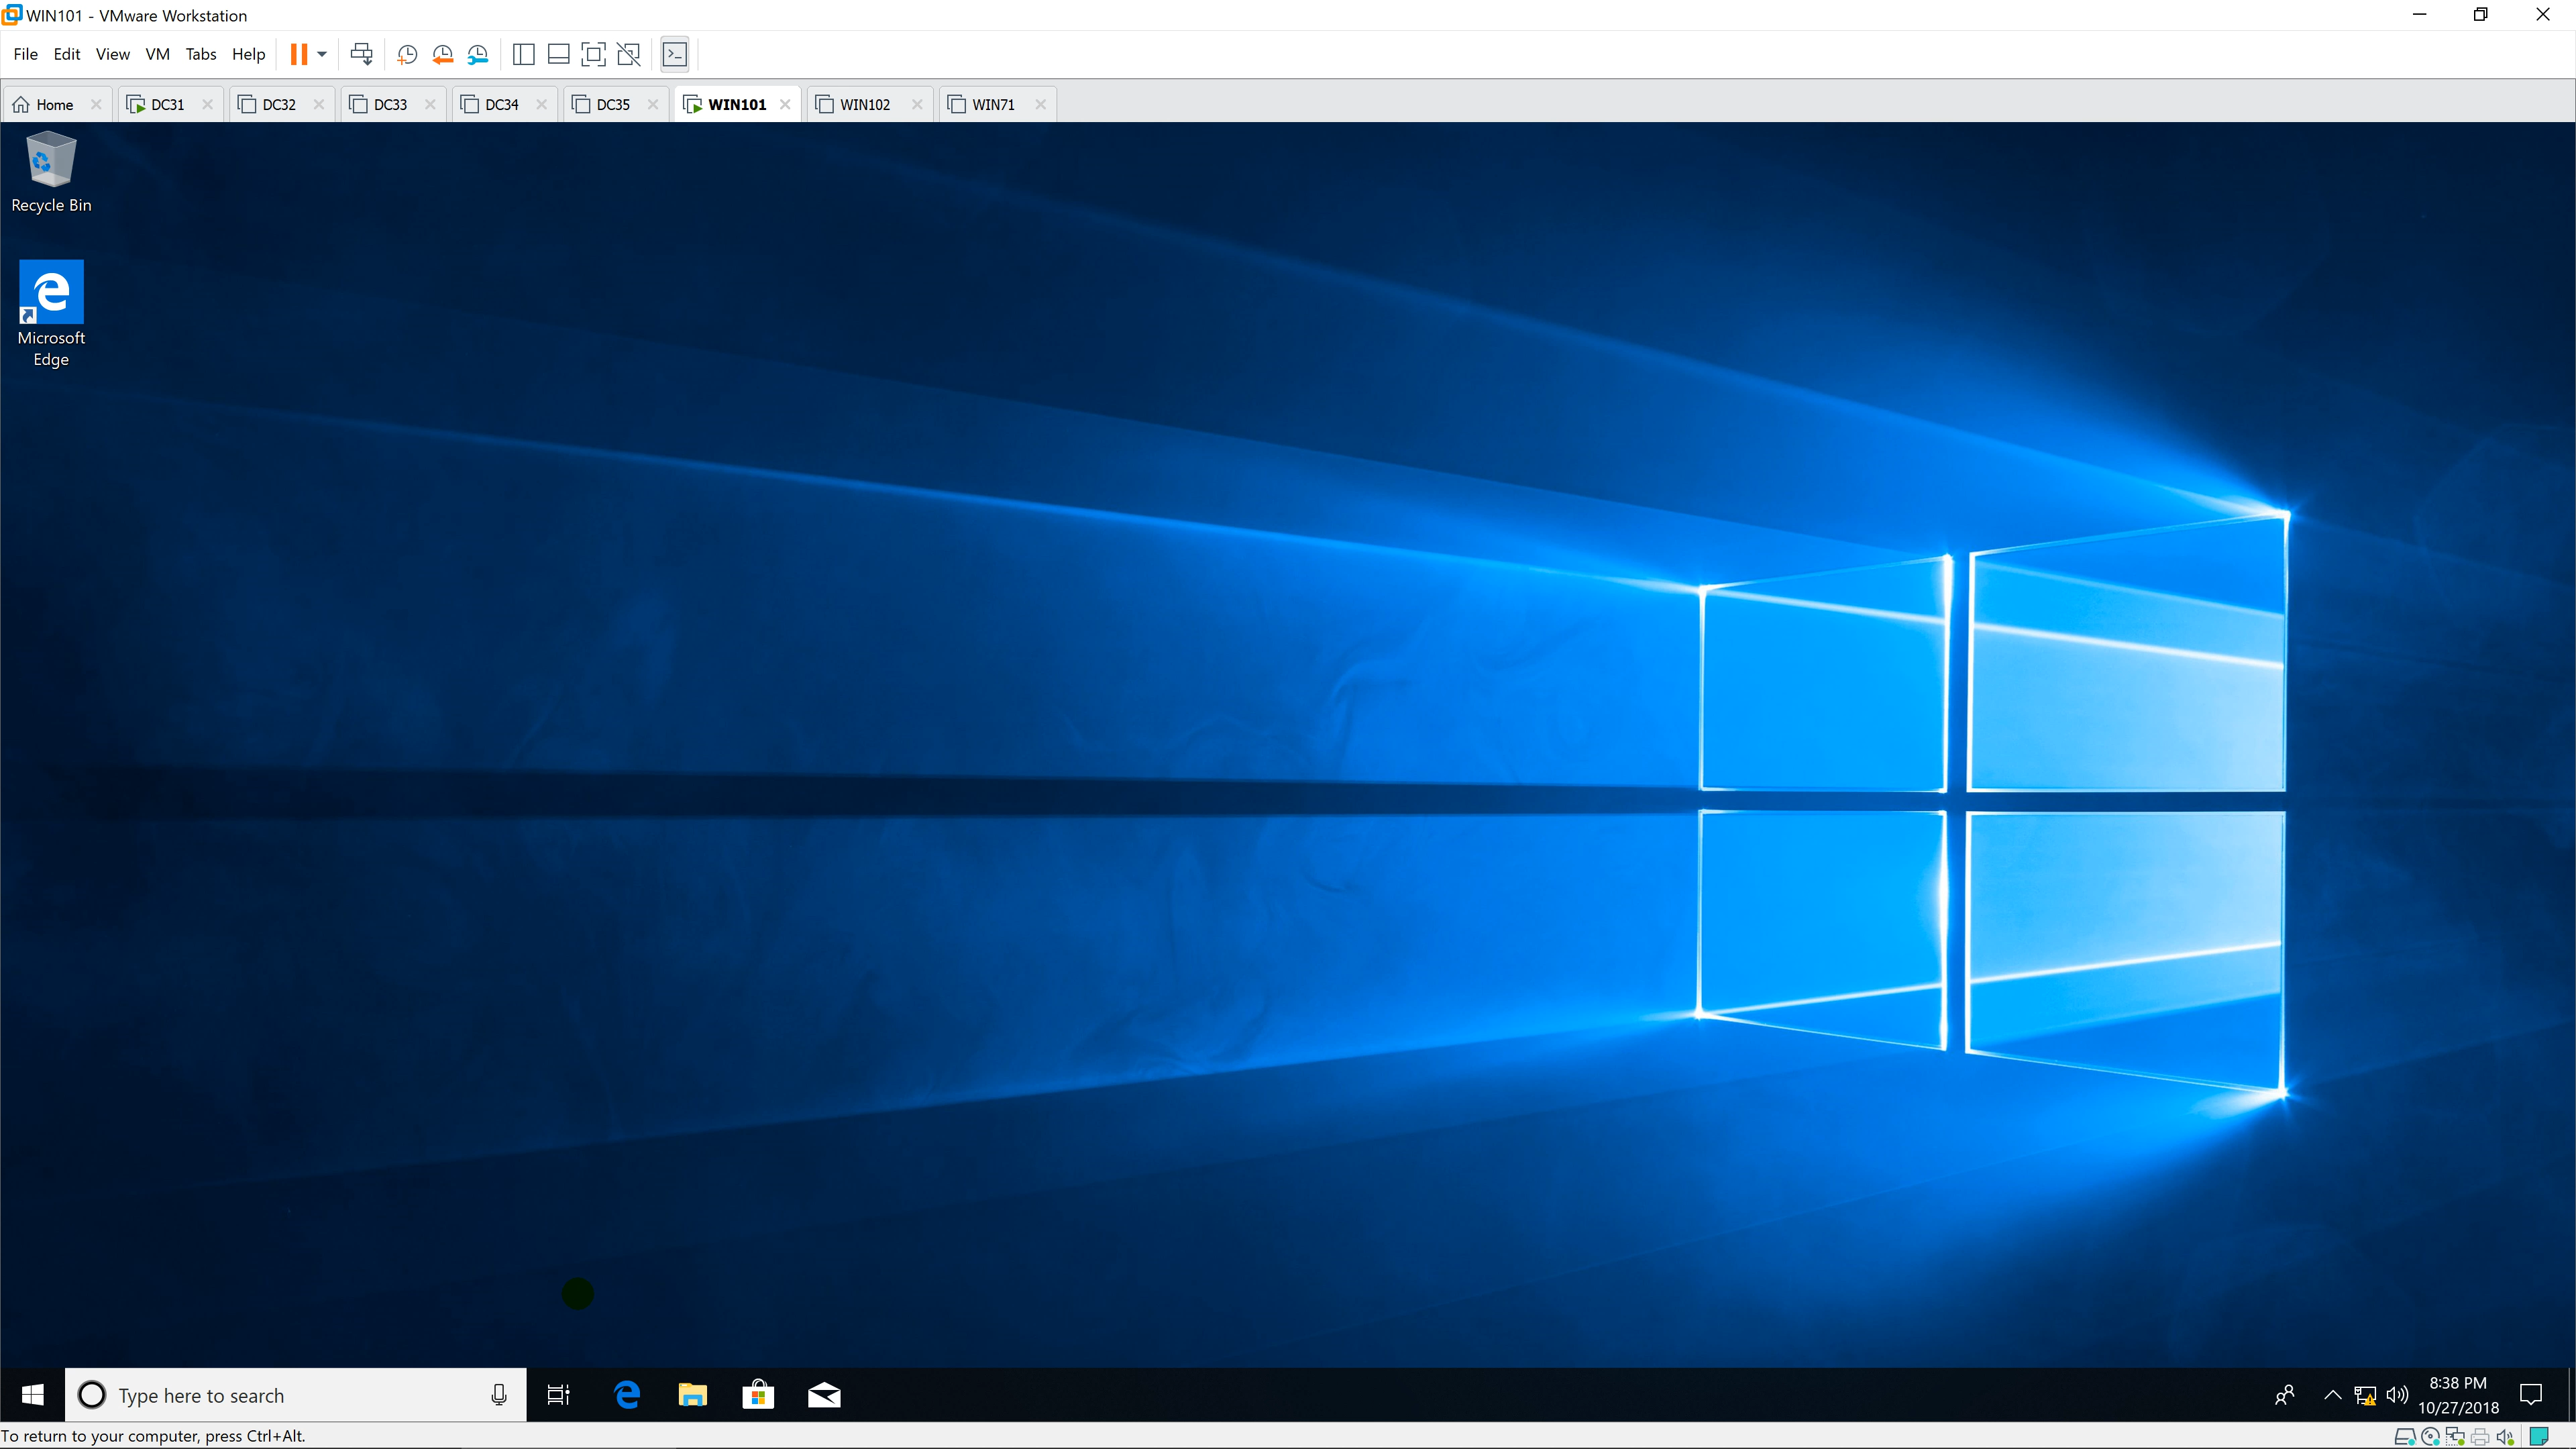 WIN101 - VMware Workstation
File Edit View VM Tabs Help
Home DC31 DC32 DC33 DC34 DC35 WIN101 WIN102 WIN71
Recycle Bin
Microsoft
Edge
Type here to search
8:38 PM
10/27/2018
To return to your computer, press Ctrl+Alt.